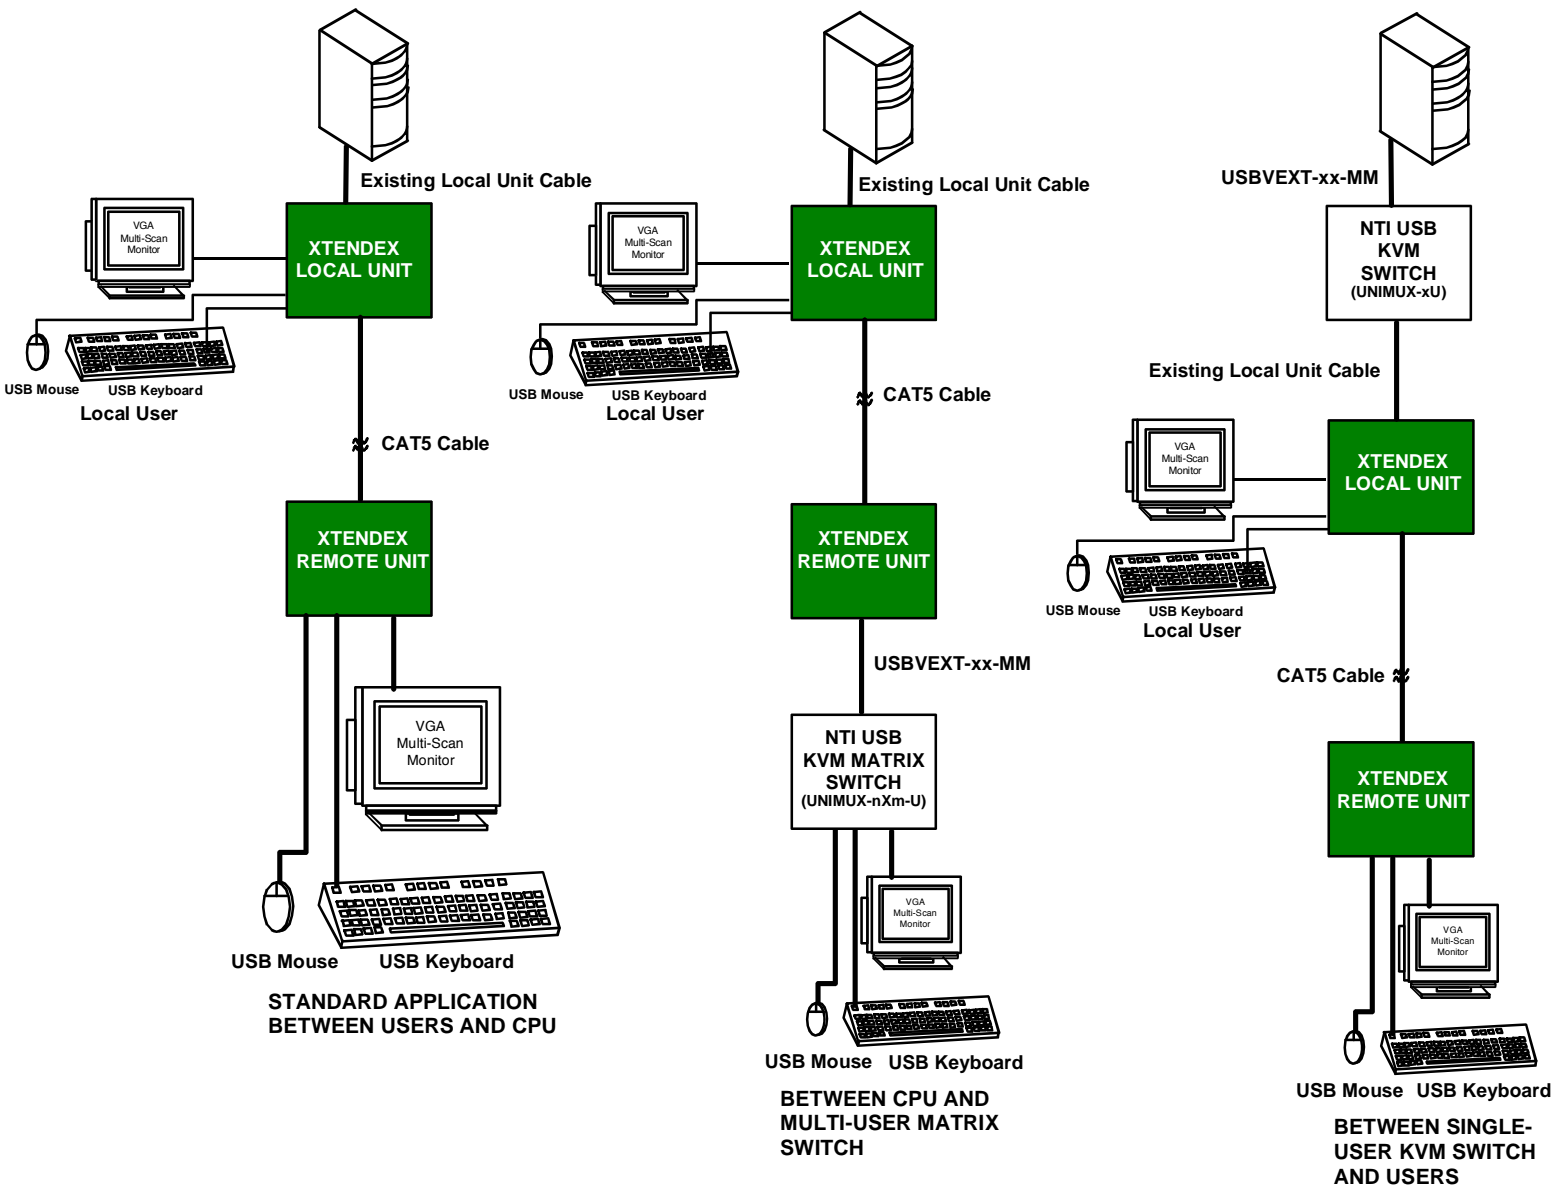 Existing Local Unit Cable
VGA
Multi-Scan
Monitor
XTENDEX
LOCAL UNIT
USB Mouse
USB Keyboard
Local User
CAT5 Cable
XTENDEX
REMOTE UNIT
VGA
Multi-Scan
Monitor
USB Mouse
USB Keyboard
STANDARD APPLICATION
BETWEEN USERS AND CPU
Existing Local Unit Cable
VGA
Multi-Scan
Monitor
XTENDEX
LOCAL UNIT
USB Mouse
USB Keyboard
Local User
CAT5 Cable
XTENDEX
REMOTE UNIT
USBVEXT-xx-MM
NTI USB
KVM MATRIX
SWITCH
(UNIMUX-nXm-U)
VGA
Multi-Scan
Monitor
USB Mouse
USB Keyboard
BETWEEN CPU AND
MULTI-USER MATRIX
SWITCH
USBVEXT-xx-MM
NTI USB
KVM
SWITCH
(UNIMUX-xU)
Existing Local Unit Cable
VGA
Multi-Scan
Monitor
XTENDEX
LOCAL UNIT
USB Mouse
USB Keyboard
Local User
CAT5 Cable
XTENDEX
REMOTE UNIT
VGA
Multi-Scan
Monitor
USB Mouse
USB Keyboard
BETWEEN SINGLE-
USER KVM SWITCH
AND USERS